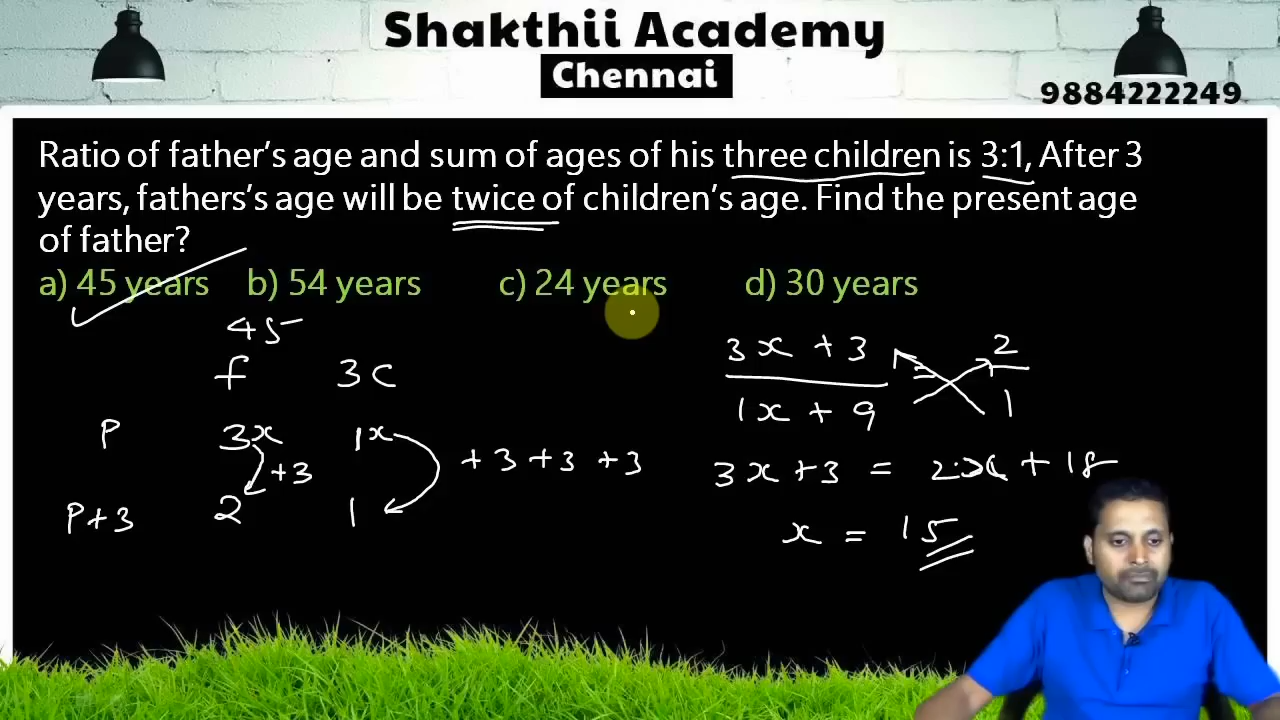 Shakthii Academy
Chennai
9884222249
Ratio of father's age and sum of ages of his three children is 3:1, After 3
years, fathers's age will be twice of children's age. Find the present age
of father?
a) 45 years b) 54 years c) 24 years d) 30 years
45
f 3C
P 3x 1x
+3 +3 +3 +3
P+3 2 1
3x + 3 = 2
1x + 9 1
3x + 3 = 2x + 18
x = 15